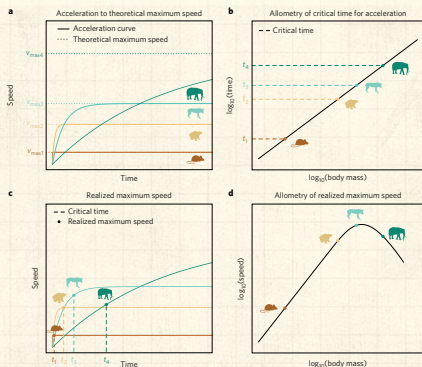 a Acceleration to theoretical maximum speed
Acceleration curve
Theoretical maximum speed
vmax4
vmax3
vmax2
vmax1
Speed
Time
b Allometry of critical time for acceleration
Critical time
t4
t3
t2
t1
log10(time)
log10(body mass)
c Realized maximum speed
Critical time
Realized maximum speed
Speed
t1 t2 t3 t4
Time
d Allometry of realized maximum speed
log10(speed)
log10(body mass)